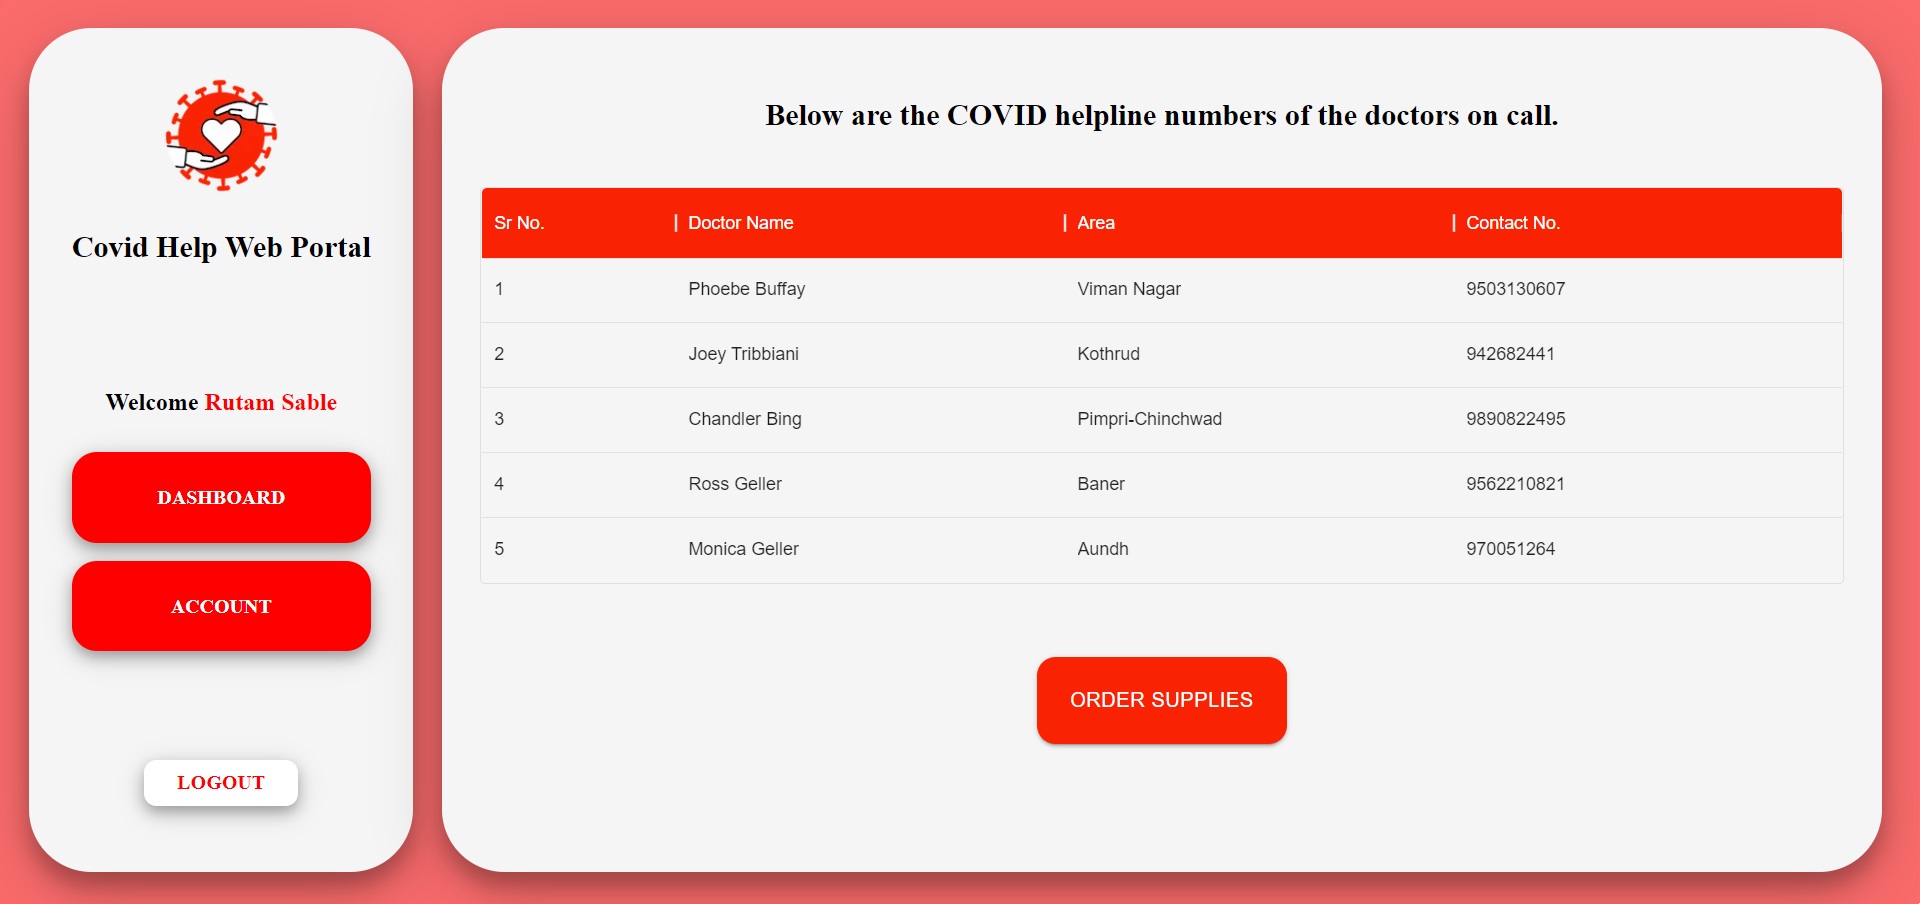 Covid Help Web Portal
Welcome Rutam Sable
DASHBOARD
ACCOUNT
LOGOUT
Below are the COVID helpline numbers of the doctors on call.
Sr No. Doctor Name Area Contact No.
1 Phoebe Buffay Viman Nagar 9503130607
2 Joey Tribbiani Kothrud 942682441
3 Chandler Bing Pimpri-Chinchwad 9890822495
4 Ross Geller Baner 9562210821
5 Monica Geller Aundh 970051264
ORDER SUPPLIES